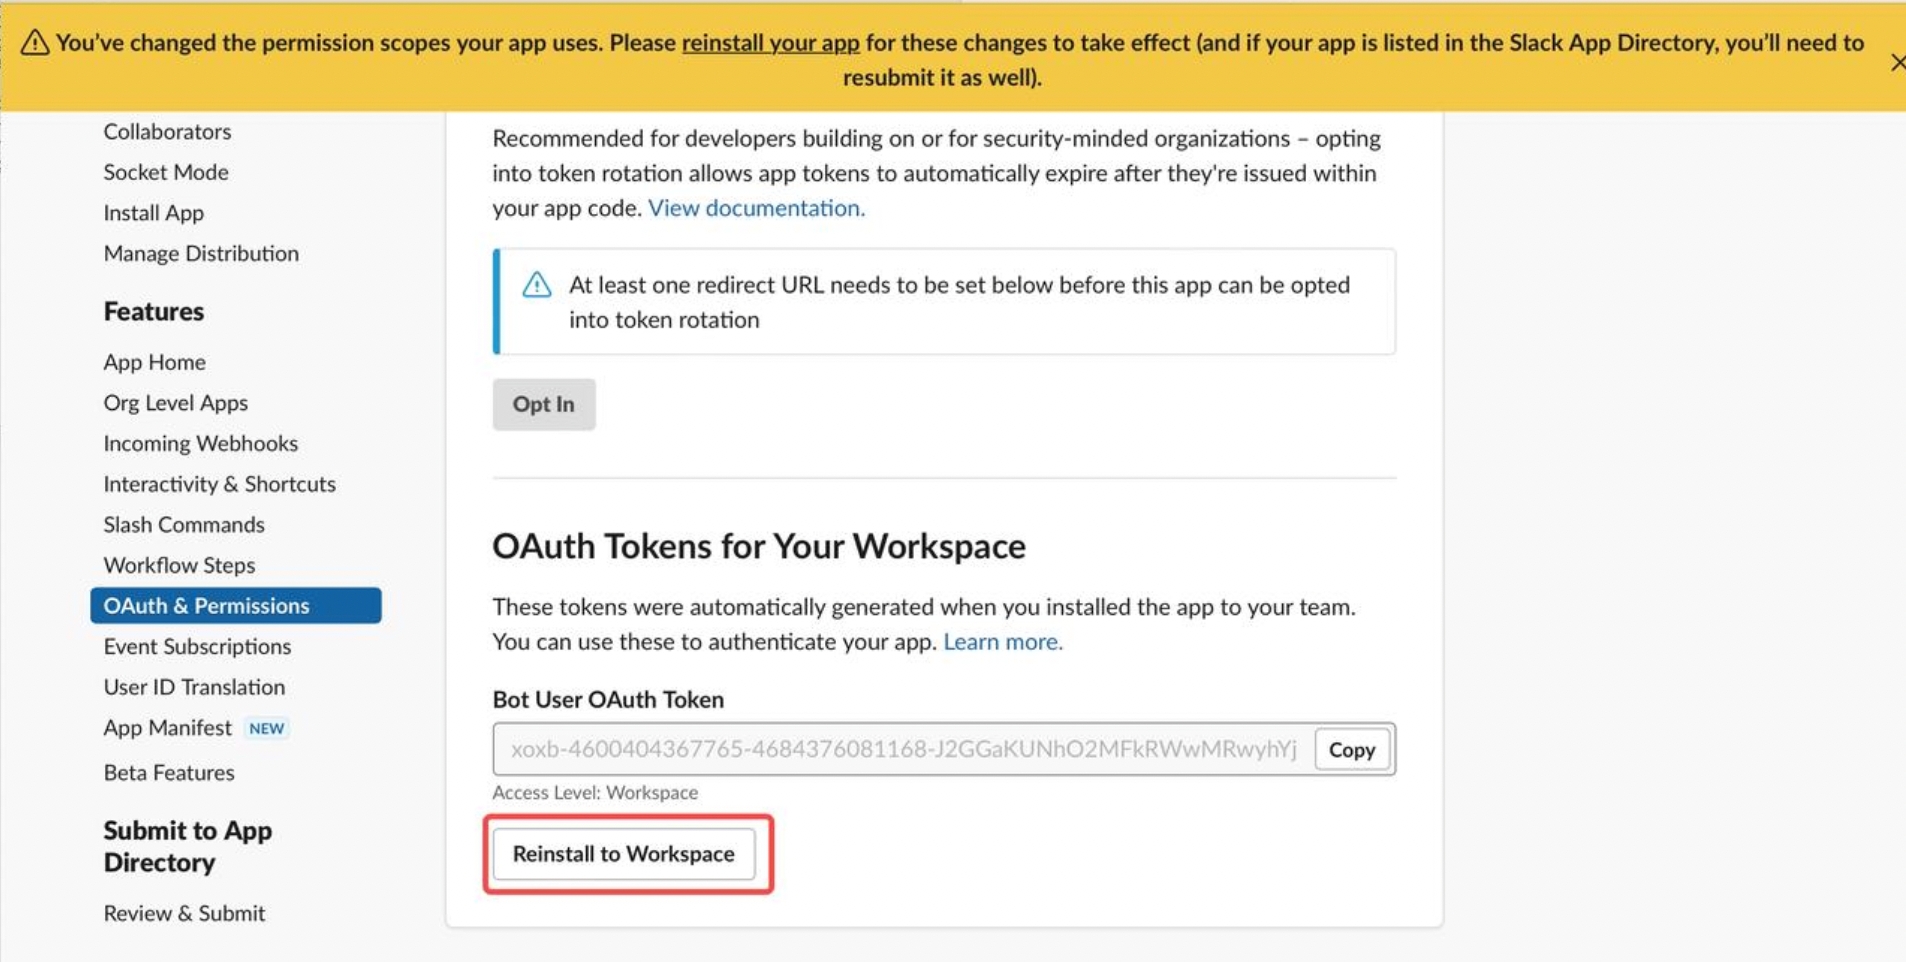 You've changed the permission scopes your app uses. Please reinstall your app for these changes to take effect (and if your app is listed in the Slack App Directory, you'll need to
resubmit it as well).
Collaborators
Socket Mode
Install App
Manage Distribution
Features
App Home
Org Level Apps
Incoming Webhooks
Interactivity & Shortcuts
Slash Commands
Workflow Steps
OAuth & Permissions
Event Subscriptions
User ID Translation
App Manifest NEW
Beta Features
Submit to App
Directory
Review & Submit
Recommended for developers building on or for security-minded organizations – opting
into token rotation allows app tokens to automatically expire after they're issued within
your app code. View documentation.
At least one redirect URL needs to be set below before this app can be opted
into token rotation
Opt In
OAuth Tokens for Your Workspace
These tokens were automatically generated when you installed the app to your team.
You can use these to authenticate your app. Learn more.
Bot User OAuth Token
xoxb-4600404367765-4684376081168-J2GGaKUNhO2MFkRWwMRwyhYj Copy
Access Level: Workspace
Reinstall to Workspace